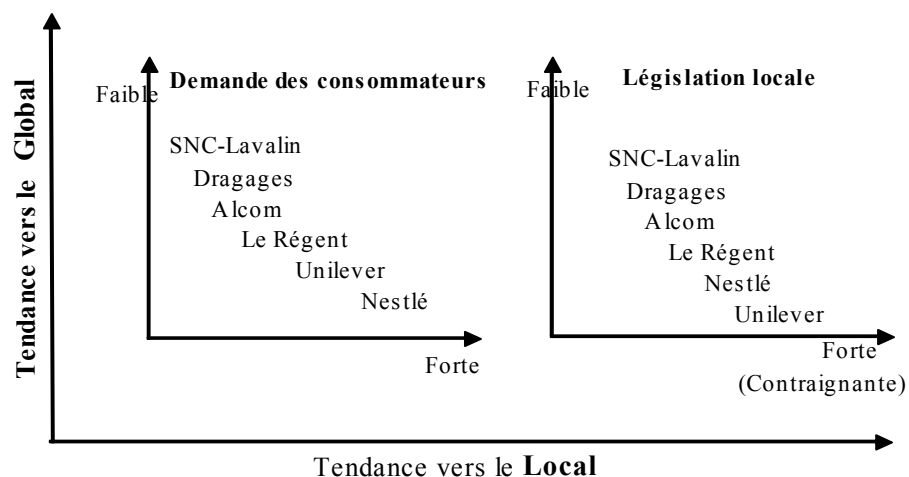 Tendance vers le Global
Demande des consommateurs
Faible
SNC-Lavalin
Dragages
Alcom
Le Régent
Unilever
Nestlé
Forte
Législation locale
Faible
SNC-Lavalin
Dragages
Alcom
Le Régent
Nestlé
Unilever
Forte
(Contraignante)
Tendance vers le Local